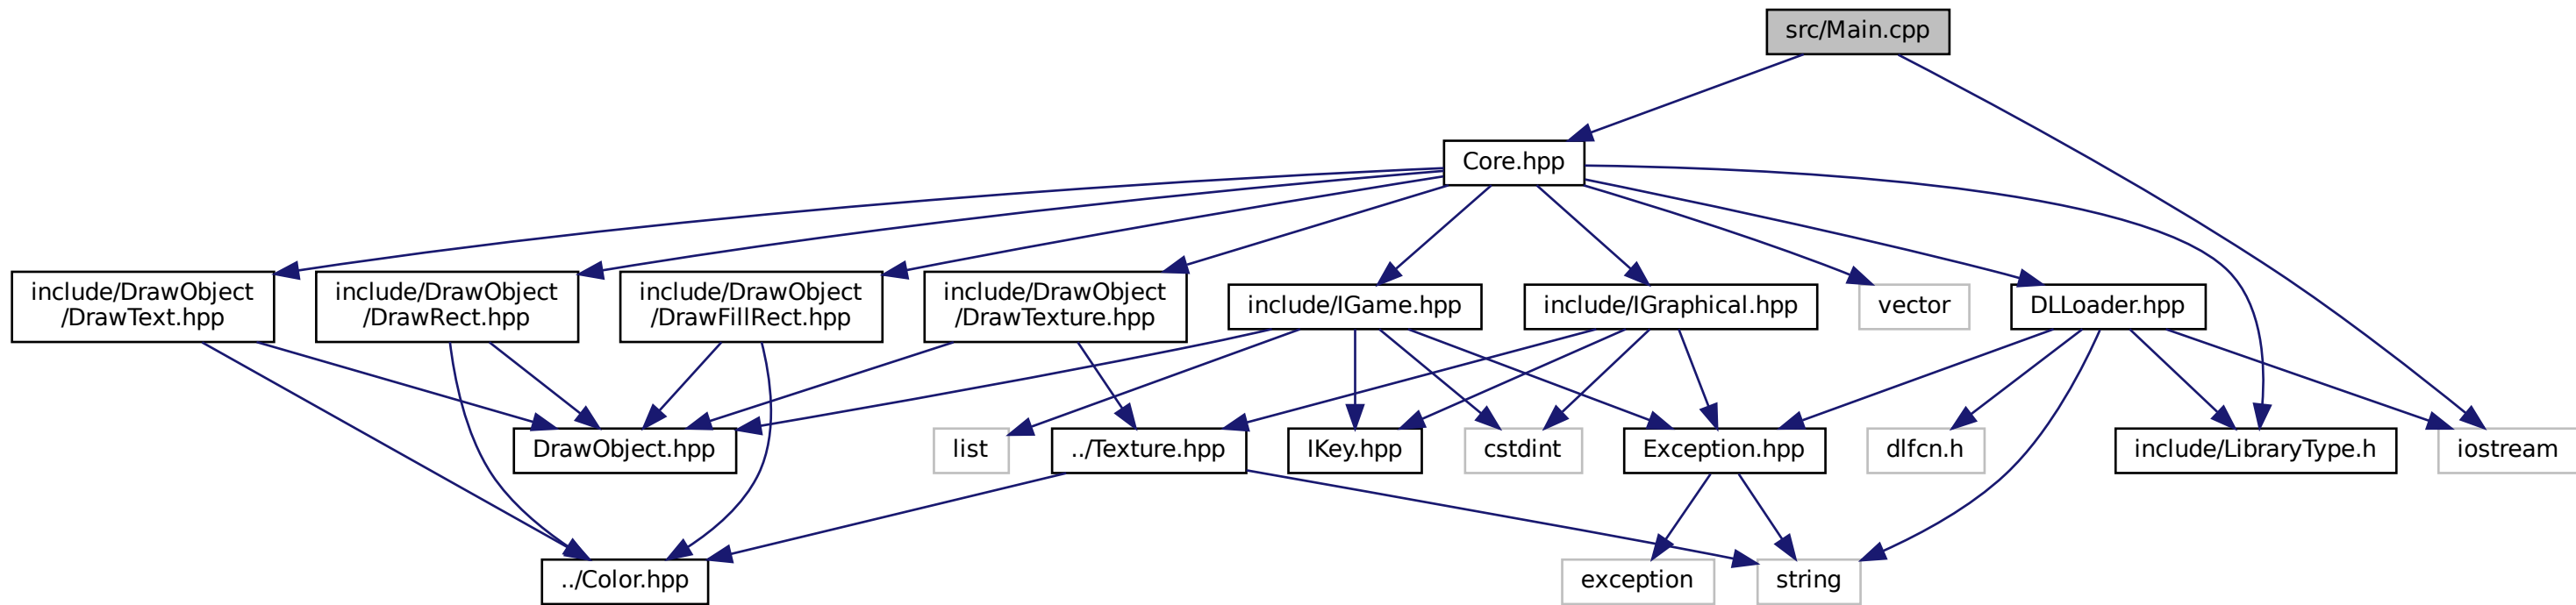 src/Main.cpp
Core.hpp
include/DrawObject
/DrawText.hpp
include/DrawObject
/DrawRect.hpp
include/DrawObject
/DrawFillRect.hpp
include/DrawObject
/DrawTexture.hpp
include/IGame.hpp
include/IGraphical.hpp
vector
DLLoader.hpp
DrawObject.hpp
list
../Texture.hpp
IKey.hpp
cstdint
Exception.hpp
dlfcn.h
include/LibraryType.h
iostream
../Color.hpp
exception
string